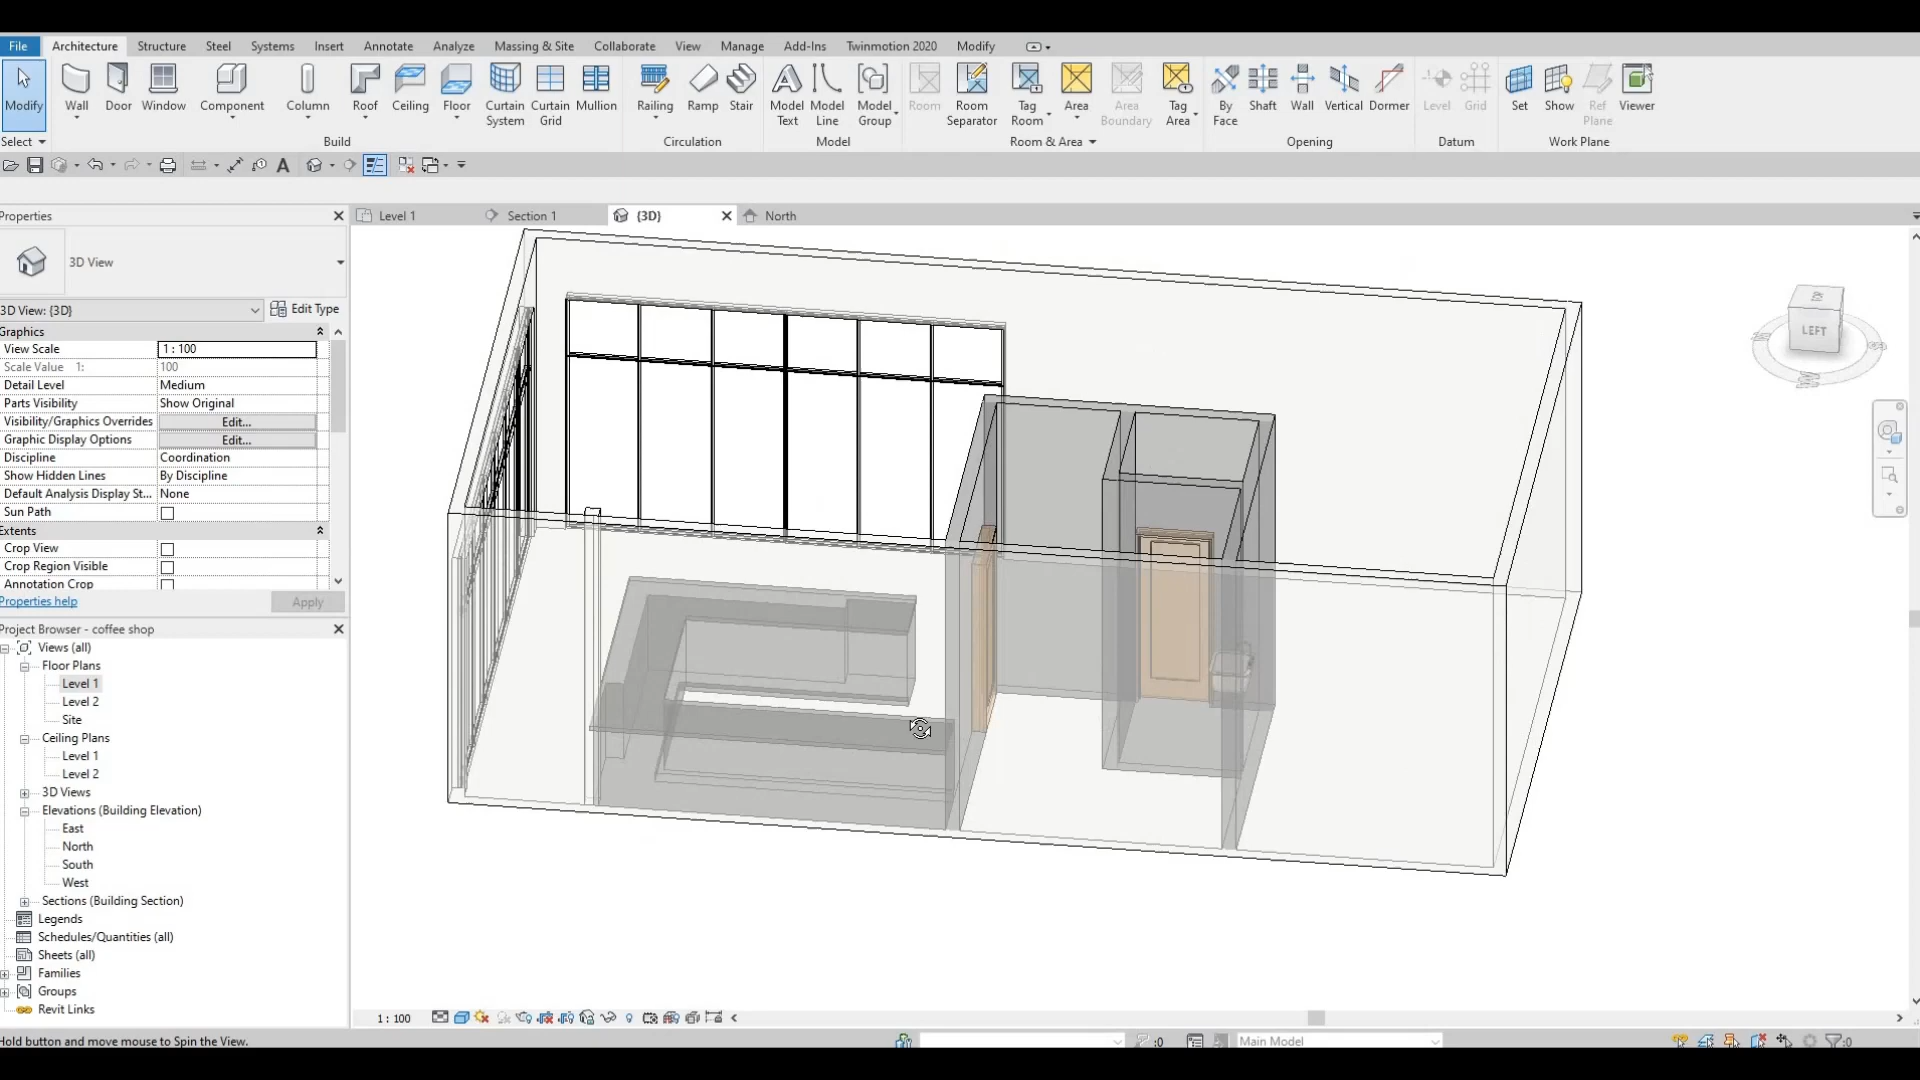 File Architecture Structure Steel Systems Insert Annotate Analyze Massing & Site Collaborate View Manage Add-Ins Twinmotion 2020 Modify
Modify Wall Door Window Component Column Roof Ceiling Floor Curtain System Curtain Grid Mullion Railing Ramp Stair Model Text Model Line Model Group Room Room Separator Tag Room Area Area Boundary Tag Area By Face Shaft Wall Vertical Dormer Level Grid Set Show Ref Plane Viewer
Select Build Circulation Model Room & Area Opening Datum Work Plane
Properties
Level 1 Section 1 {3D} North
3D View
3D View: {3D} Edit Type
Graphics
View Scale 1 : 100
Scale Value 1: 100
Detail Level Medium
Parts Visibility Show Original
Visibility/Graphics Overrides Edit...
Graphic Display Options Edit...
Discipline Coordination
Show Hidden Lines By Discipline
Default Analysis Display St... None
Sun Path
Extents
Crop View
Crop Region Visible
Annotation Crop
Properties help Apply
LEFT
Project Browser - coffee shop
Views (all)
Floor Plans
Level 1
Level 2
Site
Ceiling Plans
Level 1
Level 2
3D Views
Elevations (Building Elevation)
East
North
South
West
Sections (Building Section)
Legends
Schedules/Quantities (all)
Sheets (all)
Families
Groups
Revit Links
1 : 100
Hold button and move mouse to Spin the View. :0 Main Model :0